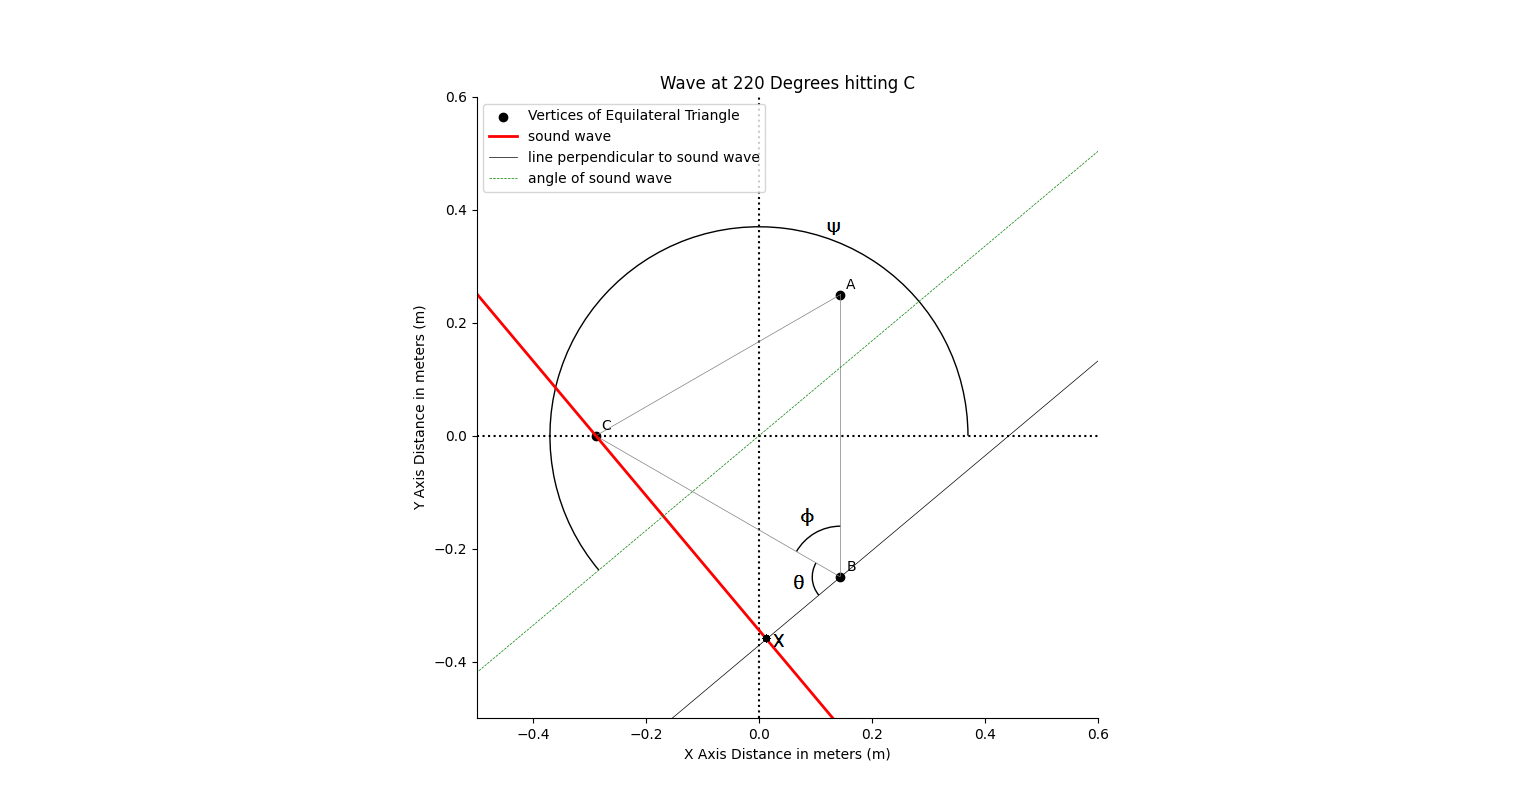 Wave at 220 Degrees hitting C
0.6
Vertices of Equilateral Triangle
sound wave
line perpendicular to sound wave
angle of sound wave
0.4
ψ
A
0.2
Y Axis Distance in meters (m)
C
0.0
ϕ
−0.2
B
θ
X
−0.4
−0.4 −0.2 0.0 0.2 0.4 0.6
X Axis Distance in meters (m)